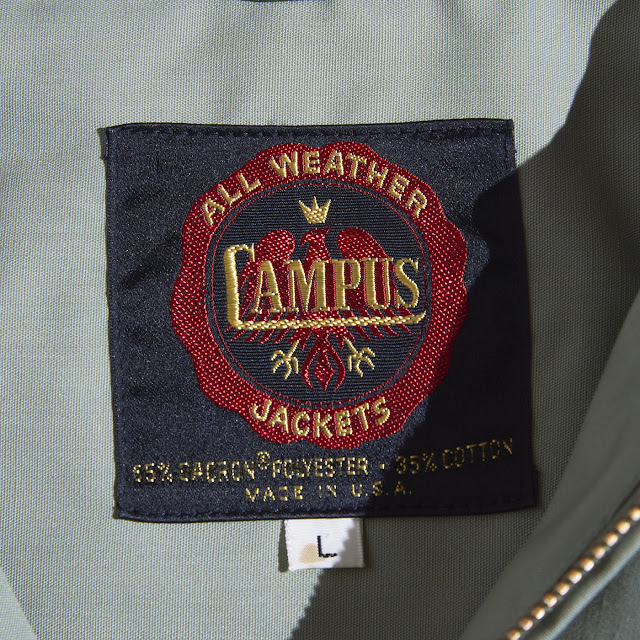 ALL WEATHER
CAMPUS
JACKETS
65% DACRON® POLYESTER - 35% COTTON
MADE IN U.S.A.
L